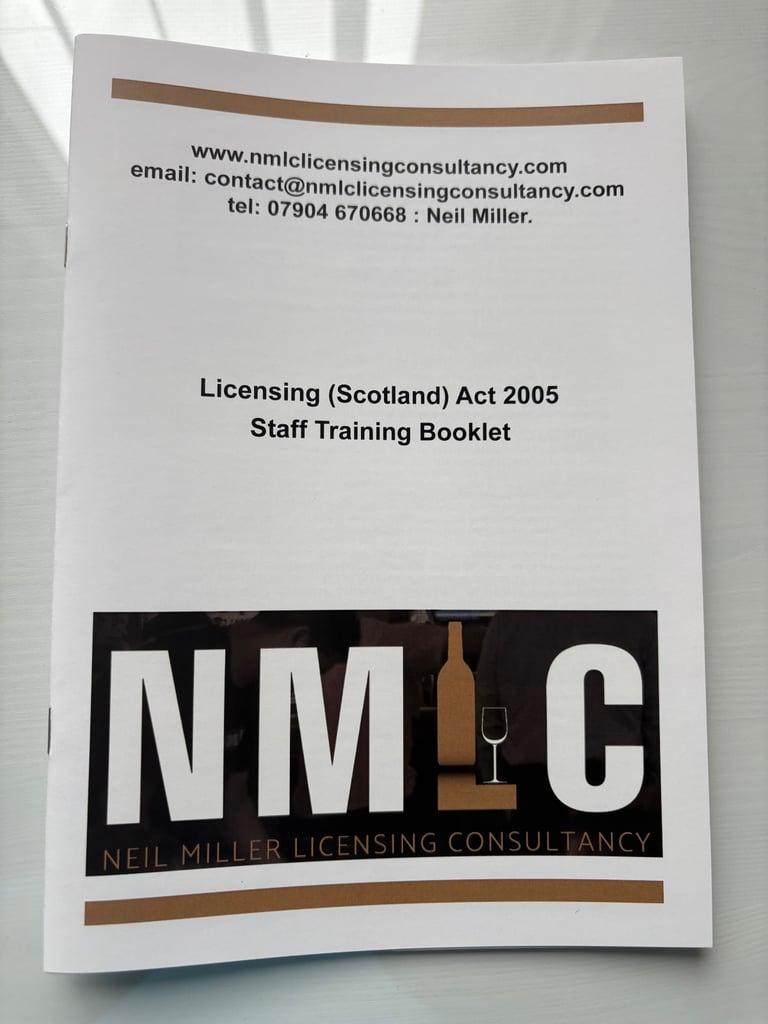 www.nmlclicensingconsultancy.com
email: contact@nmlclicensingconsultancy.com
tel: 07904 670668 : Neil Miller.
Licensing (Scotland) Act 2005
Staff Training Booklet
NMLC
NEIL MILLER LICENSING CONSULTANCY